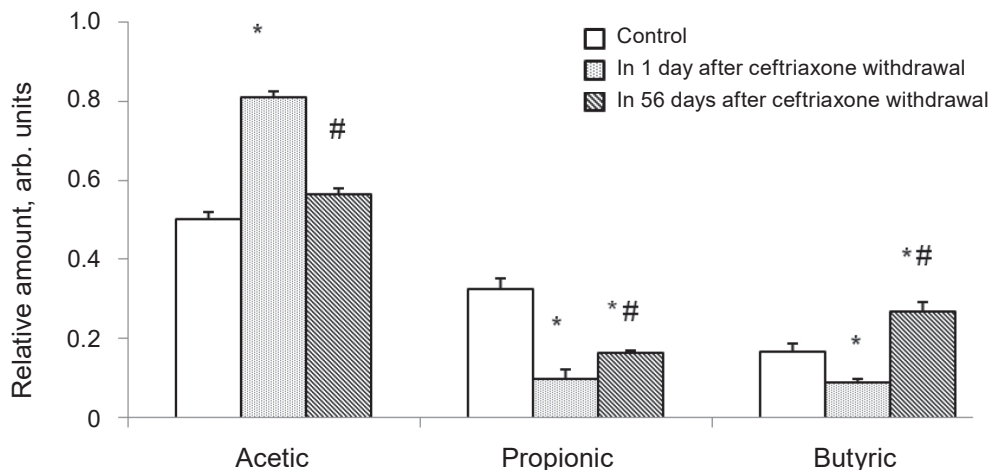 Relative amount, arb. units
1.0
0.8
0.6
0.4
0.2
0
*
#
*
* #
*
* #
Control
In 1 day after ceftriaxone withdrawal
In 56 days after ceftriaxone withdrawal
Acetic
Propionic
Butyric